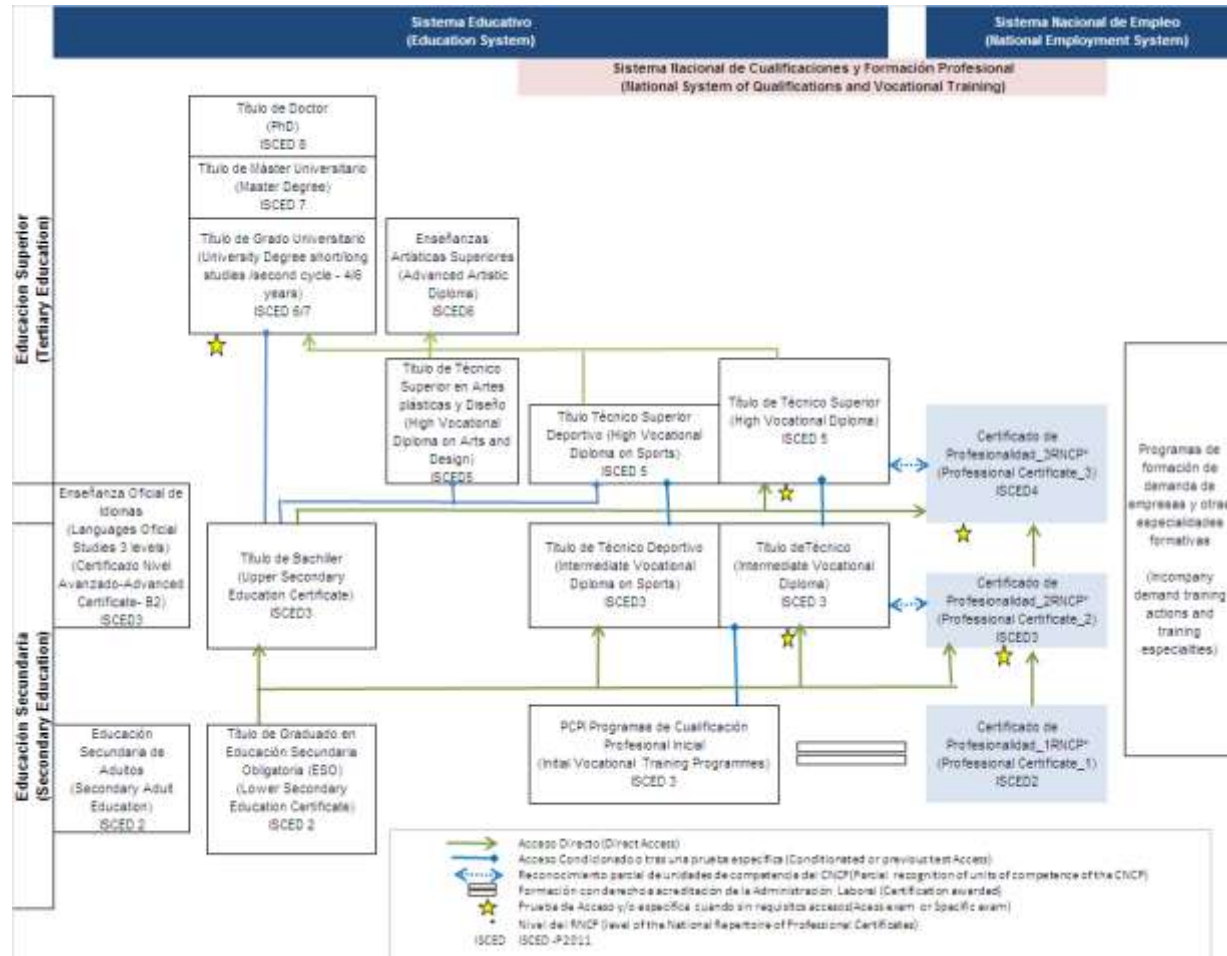 Sistema Educativo
(Education System)
Sistema Nacional de Empleo
(National Employment System)
Sistema Nacional de Cualificaciones y Formación Profesional
(National System of Qualifications and Vocational Training)
Educacion Superior
(Tertiary Education)
Título de Doctor
(PhD)
ISCED 8
Título de Máster Universitario
(Master Degree)
ISCED 7
Título de Grado Universitario
(University Degree short/long
studies /second cycle - 4/6
years)
ISCED 6/7
Enseñanzas
Artísticas Superiores
(Advanced Artistic
Diploma)
ISCED6
Título de Técnico
Superior en Artes
plásticas y Diseño
(High Vocational
Diploma on Arts and
Design)
ISCED5
Título Técnico Superior
Deportivo (High Vocational
Diploma on Sports)
ISCED 5
Título de Técnico Superior
(High Vocational Diploma)
ISCED 5
Certificado de
Profesionalidad_3RNCP*
(Professional Certificate_3)
ISCED4
Programas de
formación de
demanda de
empresas y otras
especialidades
formativas
(Incompany
demand training
actions and
training
especialties)
Educación Secundaria
(Secondary Education)
Enseñanza Oficial de
Idiomas
(Languages Oficial
Studies 3 levels)
(Certificado Nivel
Avanzado-Advanced
Certificate- B2)
ISCED3
Título de Bachiller
(Upper Secondary
Education Certificate)
ISCED3
Título de Técnico Deportivo
(Intermediate Vocational
Diploma on Sports)
ISCED3
Título deTécnico
(Intermediate Vocational
Diploma)
ISCED 3
Certificado de
Profesionalidad_2RNCP*
(Professional Certificate_2)
ISCED3
Educación
Secundaria de
Adultos
(Secondary Adult
Education)
ISCED 2
Título de Graduado en
Educación Secundaria
Obligatoria (ESO)
(Lower Secondary
Education Certificate)
ISCED 2
PCPI Programas de Cualificación
Profesional Inicial
(Initial Vocational Training Programmes)
ISCED 3
Certificado de
Profesionalidad_1RNCP*
(Professional Certificate_1)
ISCED2
Acceso Directo (Direct Access)
Acceso Condicionado o tras una prueba específica (Conditionated or previous test Access)
Reconocimiento parcial de unidades de competencia del CNCP(Parcial recognition of units of competence of the CNCP)
Formación con derecho a acreditación de la Administración Laboral (Certification awarded)
Prueba de Acceso y/o específica cuando sin requisitos accesos(Acess exam or Specific exam)
* Nivel del RNCP (level of the National Repertoire of Professional Certificates)
ISCED ISCED-P2011